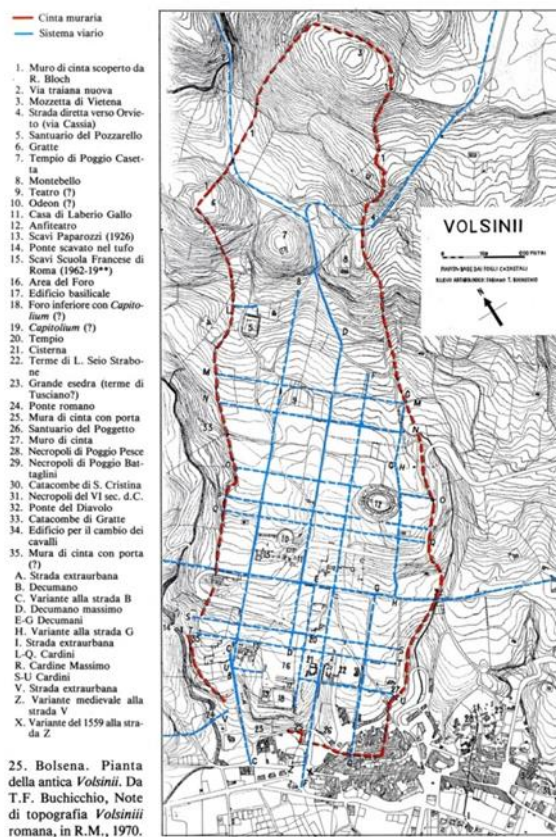 Cinta muraria
Sistema viario
1. Muro di cinta scoperto da
R. Bloch
2. Via traiana nuova
3. Mozzetta di Vietena
4. Strada diretta verso Orvie-
to (via Cassia)
5. Santuario del Pozzarello
6. Gratte
7. Tempio di Poggio Caset-
ta
8. Montebello
9. Teatro (?)
10. Odeon (?)
11. Casa di Laberio Gallo
12. Anfiteatro
13. Scavi Paparozzi (1926)
14. Ponte scavato nel tufo
15. Scavi Scuola Francese di
Roma (1962-19**)
16. Area del Foro
17. Edificio basilicale
18. Foro inferiore con Capito-
lium (?)
19. Capitolium (?)
20. Tempio
21. Cisterna
22. Terme di L. Seio Strabo-
ne
23. Grande esedra (terme di
Tusciano?)
24. Ponte romano
25. Mura di cinta con porta
26. Santuario del Poggetto
27. Muro di cinta
28. Necropoli di Poggio Pesce
29. Necropoli di Poggio Bat-
taglini
30. Catacombe di S. Cristina
31. Necropoli del VI sec. d.C.
32. Ponte del Diavolo
33. Catacombe di Gratte
34. Edificio per il cambio dei
cavalli
35. Mura di cinta con porta
(?)
A. Strada extraurbana
B. Decumano
C. Variante alla strada B
D. Decumano massimo
E-G Decumani
H. Variante alla strada G
I. Strada extraurbana
L-Q. Cardini
R. Cardine Massimo
S-U Cardini
V. Strada extraurbana
Z. Variante medievale alla
strada V
X. Variante del 1559 alla stra-
da Z
25. Bolsena. Pianta
della antica Volsinii. Da
T.F. Buchicchio, Note
di topografia Volsiniii
romana, in R.M., 1970.
VOLSINII
PIANTA BASE DAI FOGLI CATASTALI
N